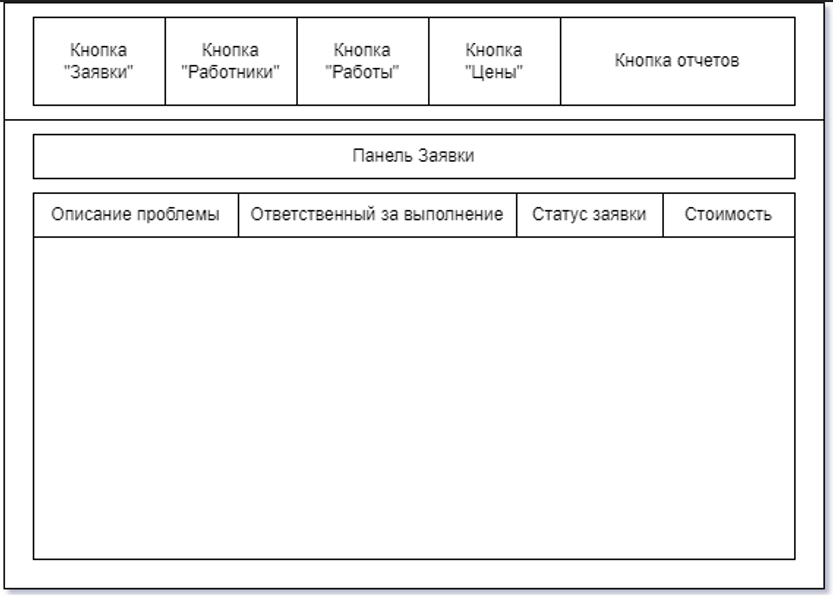 Кнопка
"Заявки"
Кнопка
"Работники"
Кнопка
"Работы"
Кнопка
"Цены"
Кнопка отчетов
Панель Заявки
Описание проблемы
Ответственный за выполнение
Статус заявки
Стоимость